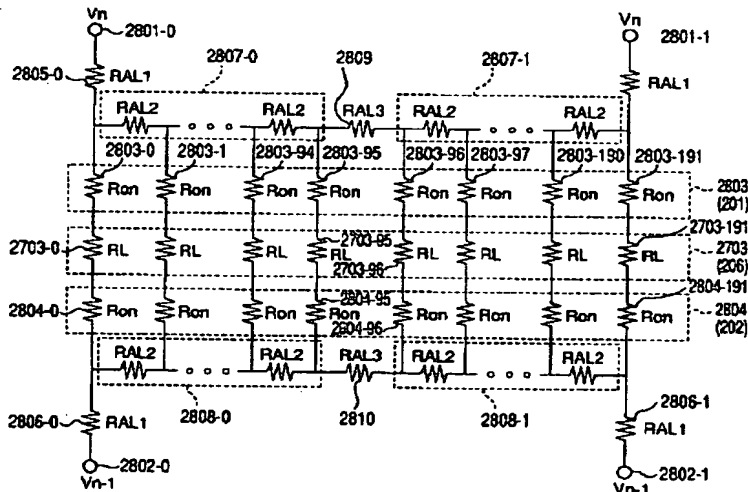 Vn Vn
2801-0 2801-1
2807-0 2809 2807-1
2805-0 RAL1 RAL1
RAL2 RAL2 RAL3 RAL2 RAL2
2803-0 2803-1 2803-94 2803-95 2803-96 2803-97 2803-190 2803-191
Ron Ron Ron Ron Ron Ron Ron Ron 2803
(201)
2703-191
2703-0 RL RL RL 2703-95 RL RL RL RL RL 2703
2703-96 (206)
2804-191
2804-0 Ron Ron Ron 2804-95 Ron Ron Ron Ron Ron 2804
2804-96 (202)
RAL2 RAL2 RAL3 RAL2 RAL2
2806-0 RAL1 2808-0 2810 2808-1 2806-1
RAL1
2802-0 2802-1
Vn-1 Vn-1